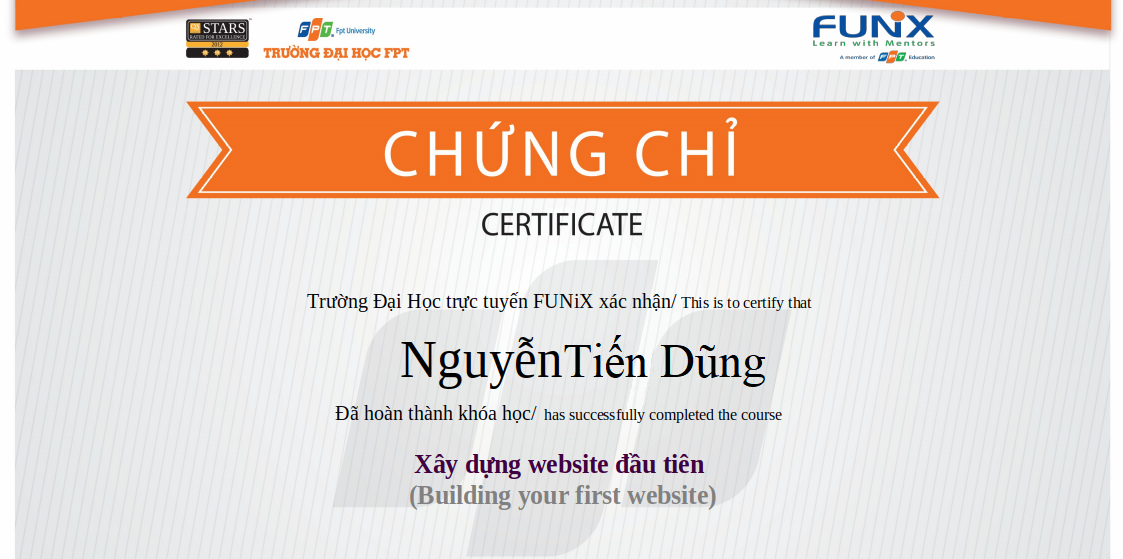 STARS
RATED FOR EXCELLENCE
2012
FPT Fpt University
TRƯỜNG ĐẠI HỌC FPT
FUNiX
Learn with Mentors
A member of FPT Education
CHỨNG CHỈ
CERTIFICATE
Trường Đại Học trực tuyến FUNiX xác nhận/ This is to certify that
Nguyễn Tiến Dũng
Đã hoàn thành khóa học/ has successfully completed the course
Xây dựng website đầu tiên
(Building your first website)